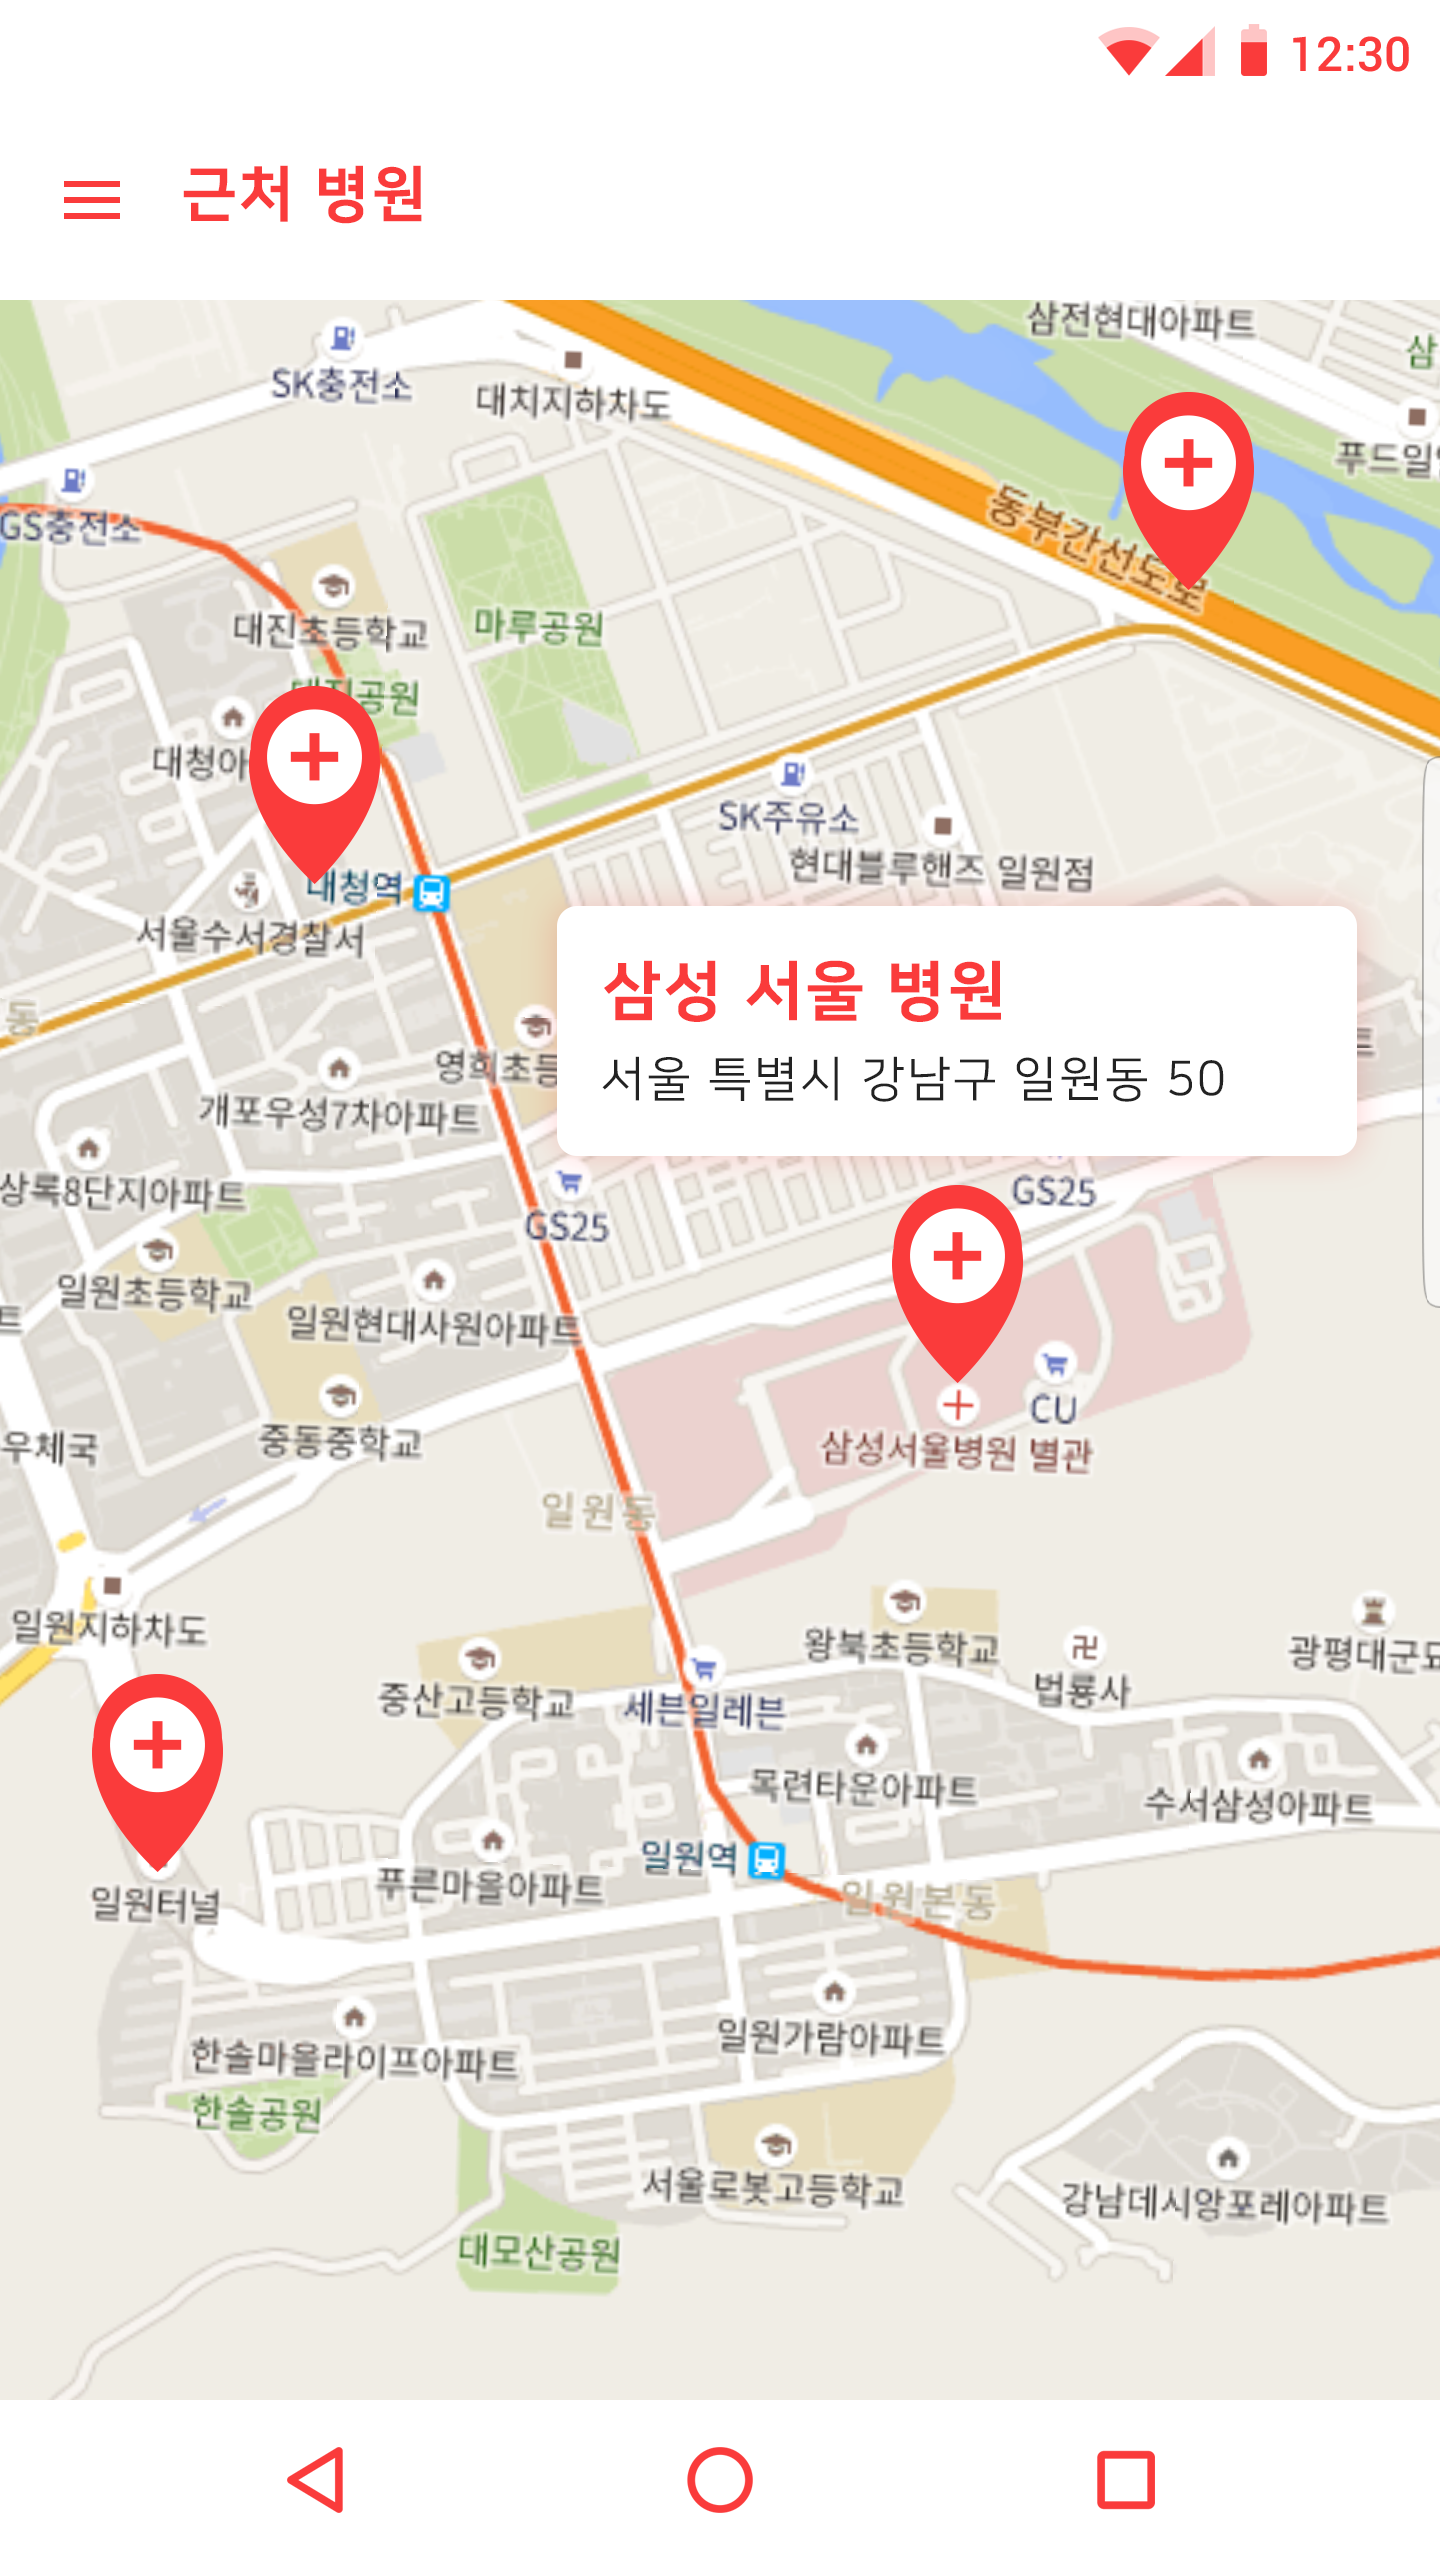 12:30
근처 병원
삼전현대아파트
삼
SK충전소
대치지하차도
푸드일
GS충전소
동부간선도로
대진초등학교
마루공원
대진공원
대청아
SK주유소
현대블루핸즈 일원점
대청역
서울수서경찰서
동
삼성 서울 병원
서울 특별시 강남구 일원동 50
영희초등
개포우성7차아파트
상록8단지아파트
GS25
GS25
일원초등학교
일원현대사원아파트
트
CU
우체국
중동중학교
삼성서울병원 별관
일원동
일원지하차도
왕북초등학교
광평대군묘
중산고등학교
세븐일레븐
법룡사
목련타운아파트
수서삼성아파트
일원역
푸른마을아파트
일원본동
일원터널
한솔마을라이프아파트
일원가람아파트
한솔공원
서울로봇고등학교
강남데시앙포레아파트
대모산공원